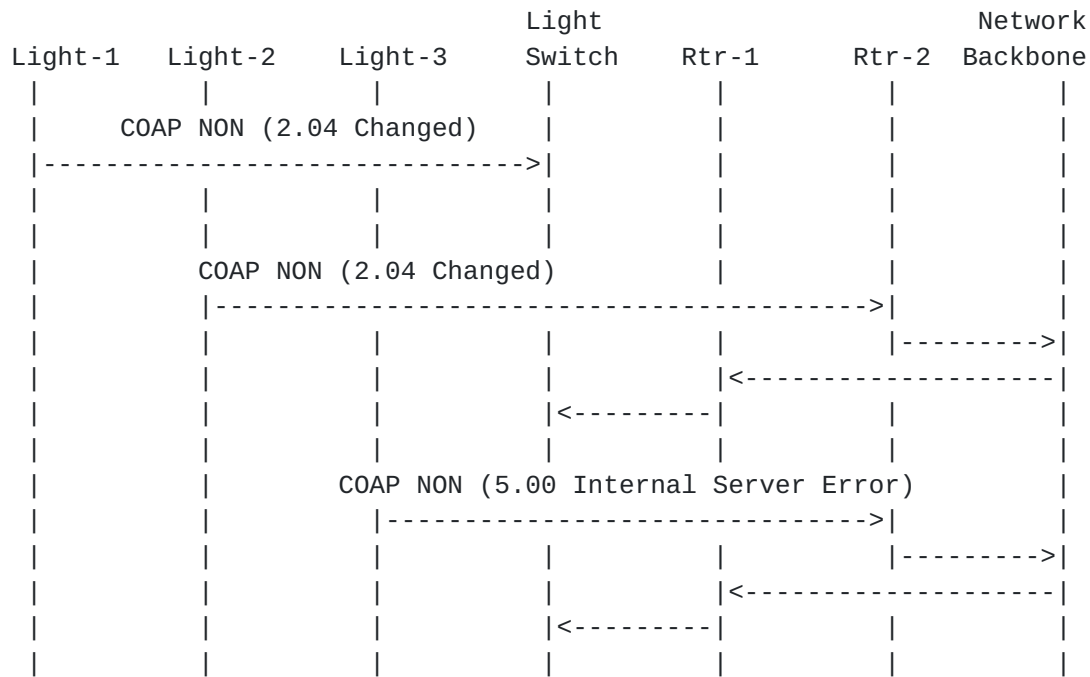 Light Network
Light-1 Light-2 Light-3 Switch Rtr-1 Rtr-2 Backbone
COAP NON (2.04 Changed)
COAP NON (2.04 Changed)
COAP NON (5.00 Internal Server Error)